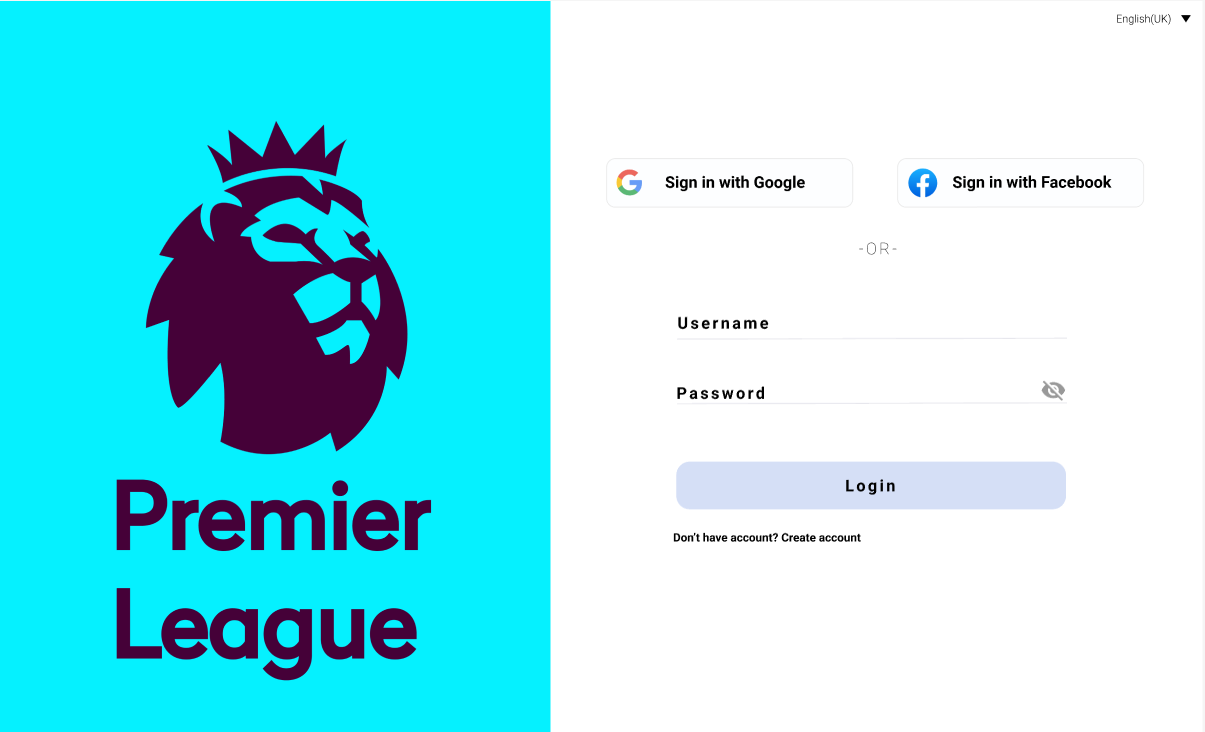 English(UK)
Sign in with Google
Sign in with Facebook
-OR-
Username
Password
Login
Don't have account? Create account
Premier
League